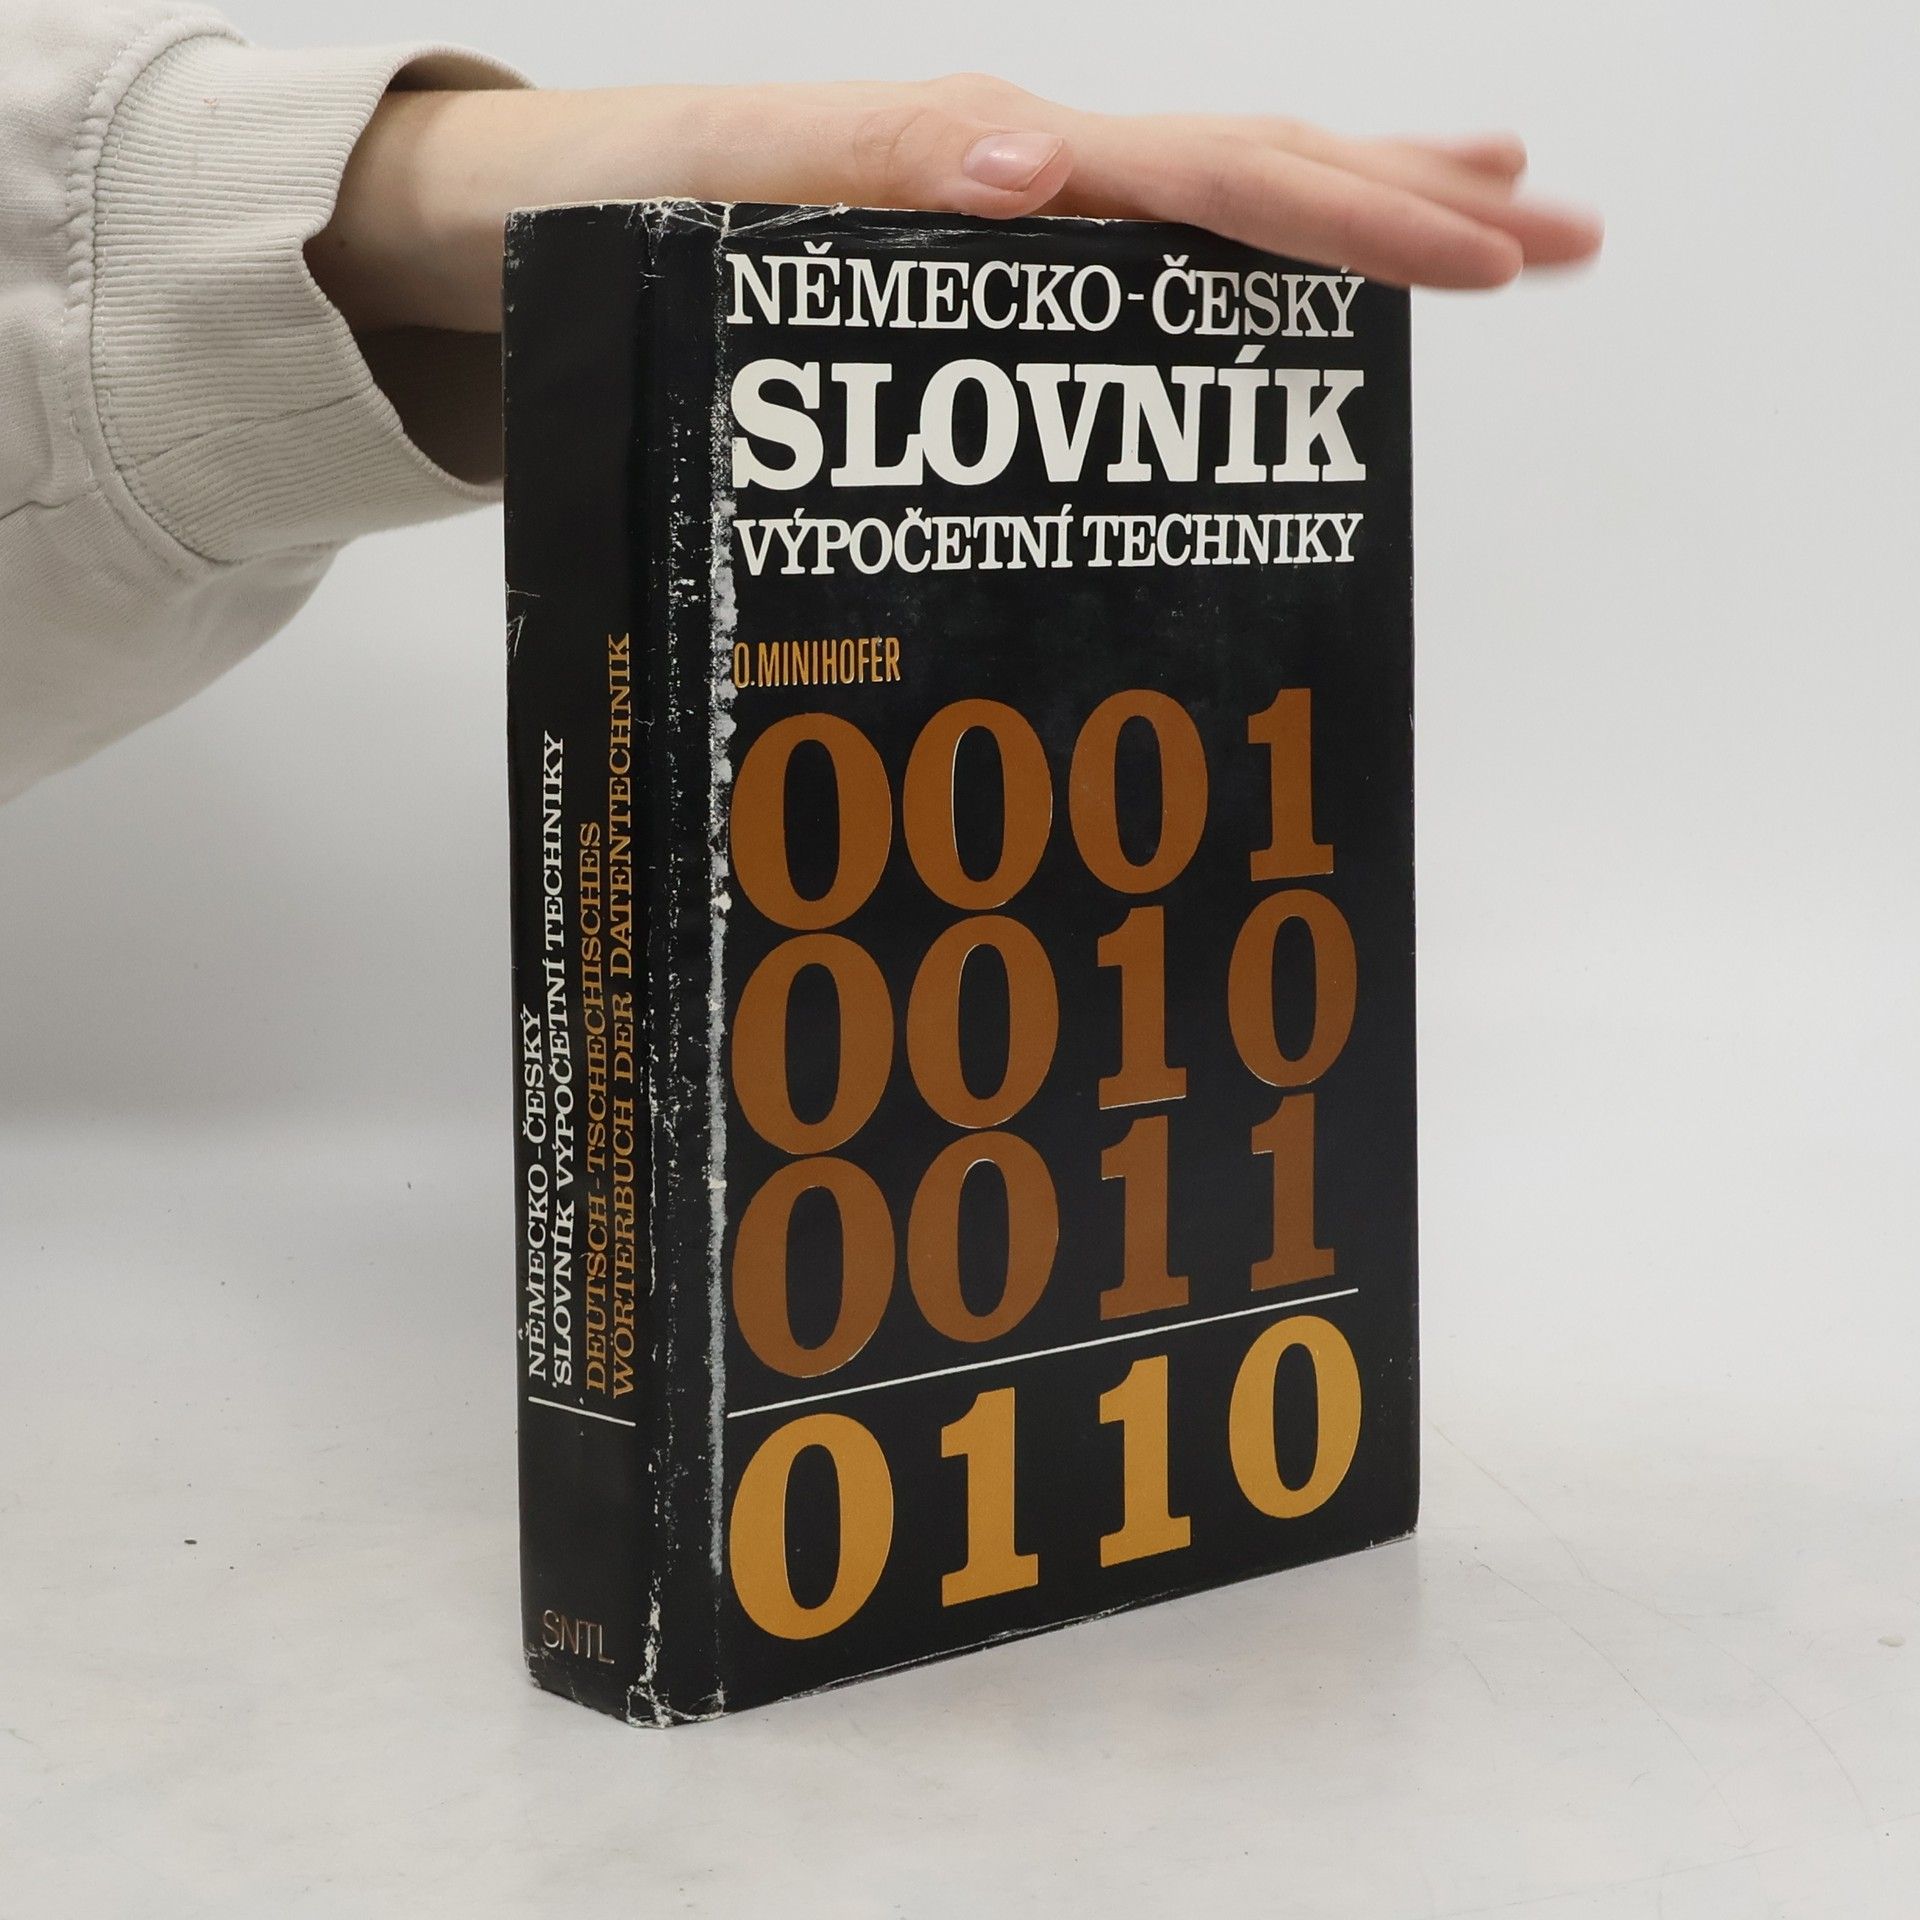 NĚMECKO-ČESKÝ
SLOVNÍK
VÝPOČETNÍ TECHNIKY
O.MINIHOFER
0001
0010
0011
0110
NĚMECKO-ČESKÝ
SLOVNÍK VÝPOČETNÍ TECHNIKY
DEUTSCH-TSCHECHISCHES
WÖRTERBUCH DER DATENTECHNIK
SNTL